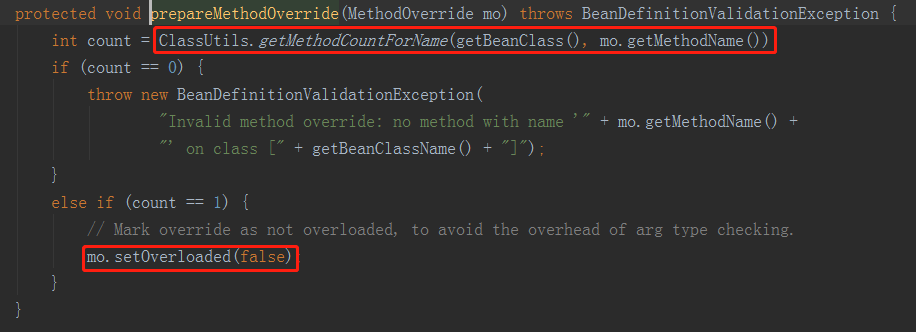 protected void prepareMethodOverride(MethodOverride mo) throws BeanDefinitionValidationException {
int count = ClassUtils.getMethodCountForName(getBeanClass(), mo.getMethodName())
if (count == 0) {
throw new BeanDefinitionValidationException(
"Invalid method override: no method with name '" + mo.getMethodName() +
"' on class [" + getBeanClassName() + "]");
}
else if (count == 1) {
// Mark override as not overloaded, to avoid the overhead of arg type checking.
mo.setOverloaded(false)
}
}